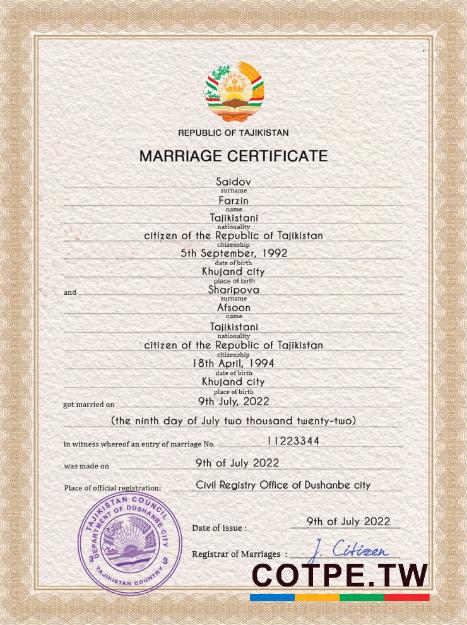 REPUBLIC OF TAJIKISTAN
MARRIAGE CERTIFICATE
Saidov
surname
Farzin
name
Tajikistani
nationality
citizen of the Republic of Tajikistan
citizenship
5th September, 1992
date of birth
Khujand city
place of birth
and Sharipova
surname
Afsoon
name
Tajikistani
nationality
citizen of the Republic of Tajikistan
citizenship
18th April, 1994
date of birth
Khujand city
place of birth
got married on 9th July, 2022
(the ninth day of July two thousand twenty-two)
in witness whereof an entry of marriage No. 11223344
was made on 9th of July 2022
Place of official registration: Civil Registry Office of Dushanbe city
TAJIKISTAN COUNCIL
DEPARTMENT OF DUSHANBE CITY
TAJIKISTAN COUNTRY
Date of issue : 9th of July 2022
Registrar of Marriages : J. Citizen
COTPE.TW